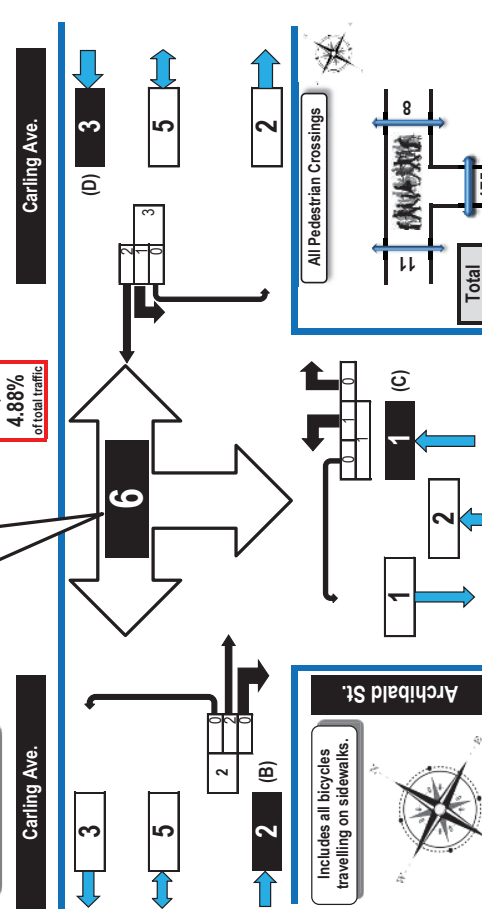 4.88%
of total traffic
Carling Ave.
Carling Ave.
3
5
2
2
0
2
0
(B)
6
2
1
0
3
3
(D)
5
2
0
1
0
1
1
(C)
2
1
Archibald St.
Includes all bicycles
travelling on sidewalks.
All Pedestrian Crossings
11
8
Total